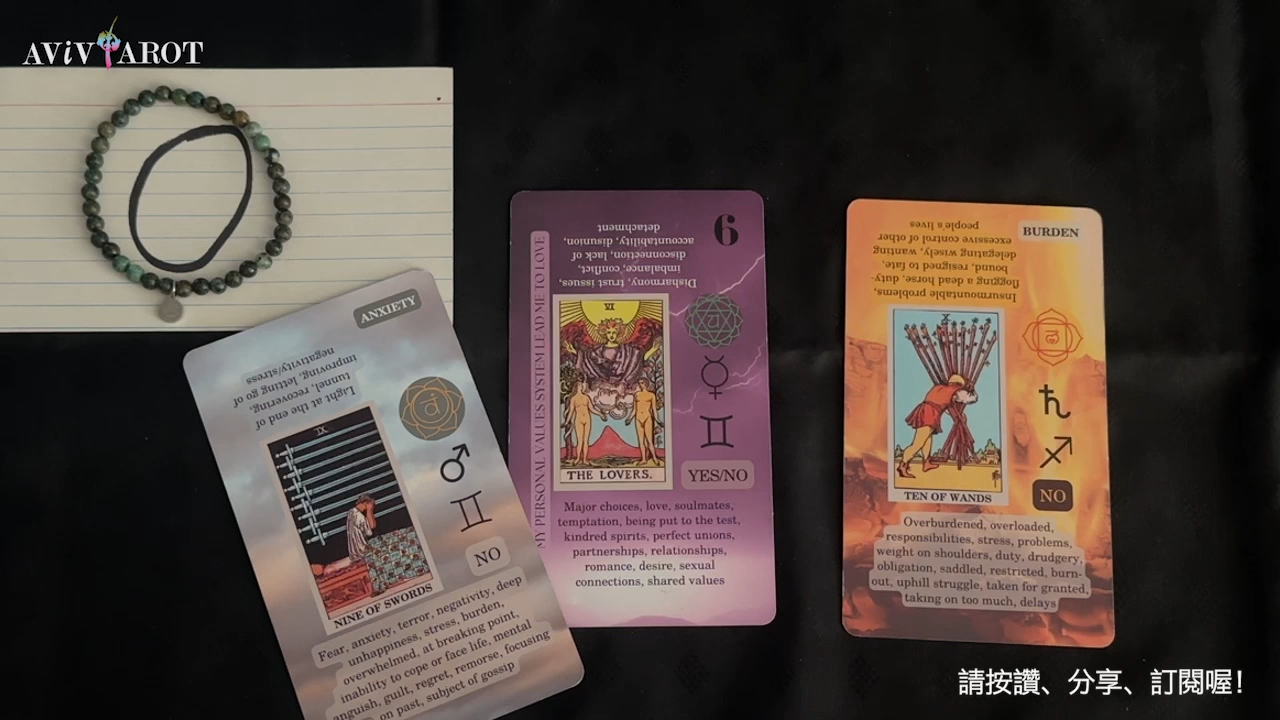 AViV TAROT
ANXIETY
Light at the end of
tunnel, recovering,
improving, letting go of
negativity/stress
IX
NINE OF SWORDS
NO
Fear, anxiety, terror, negativity, deep
unhappiness, stress, burden,
overwhelmed, at breaking point,
inability to cope or face life, mental
anguish, guilt, regret, remorse, focusing
on past, subject of gossip
MY PERSONAL VALUES SYSTEM LEAD ME TO LOVE
6
Disharmony, trust issues,
imbalance, conflict,
disconnection, lack of
accountability, disunion,
detachment
VI
THE LOVERS.
YES/NO
Major choices, love, soulmates,
temptation, being put to the test,
kindred spirits, perfect unions,
partnerships, relationships,
romance, desire, sexual
connections, shared values
BURDEN
Insurmountable problems,
flogging a dead horse, duty-
bound, resigned to fate,
delegating wisely, wanting
excessive control of other
people's lives
X
TEN OF WANDS
NO
Overburdened, overloaded,
responsibilities, stress, problems,
weight on shoulders, duty, drudgery,
obligation, saddled, restricted, burn-
out, uphill struggle, taken for granted,
taking on too much, delays
請按讚、分享、訂閱喔！